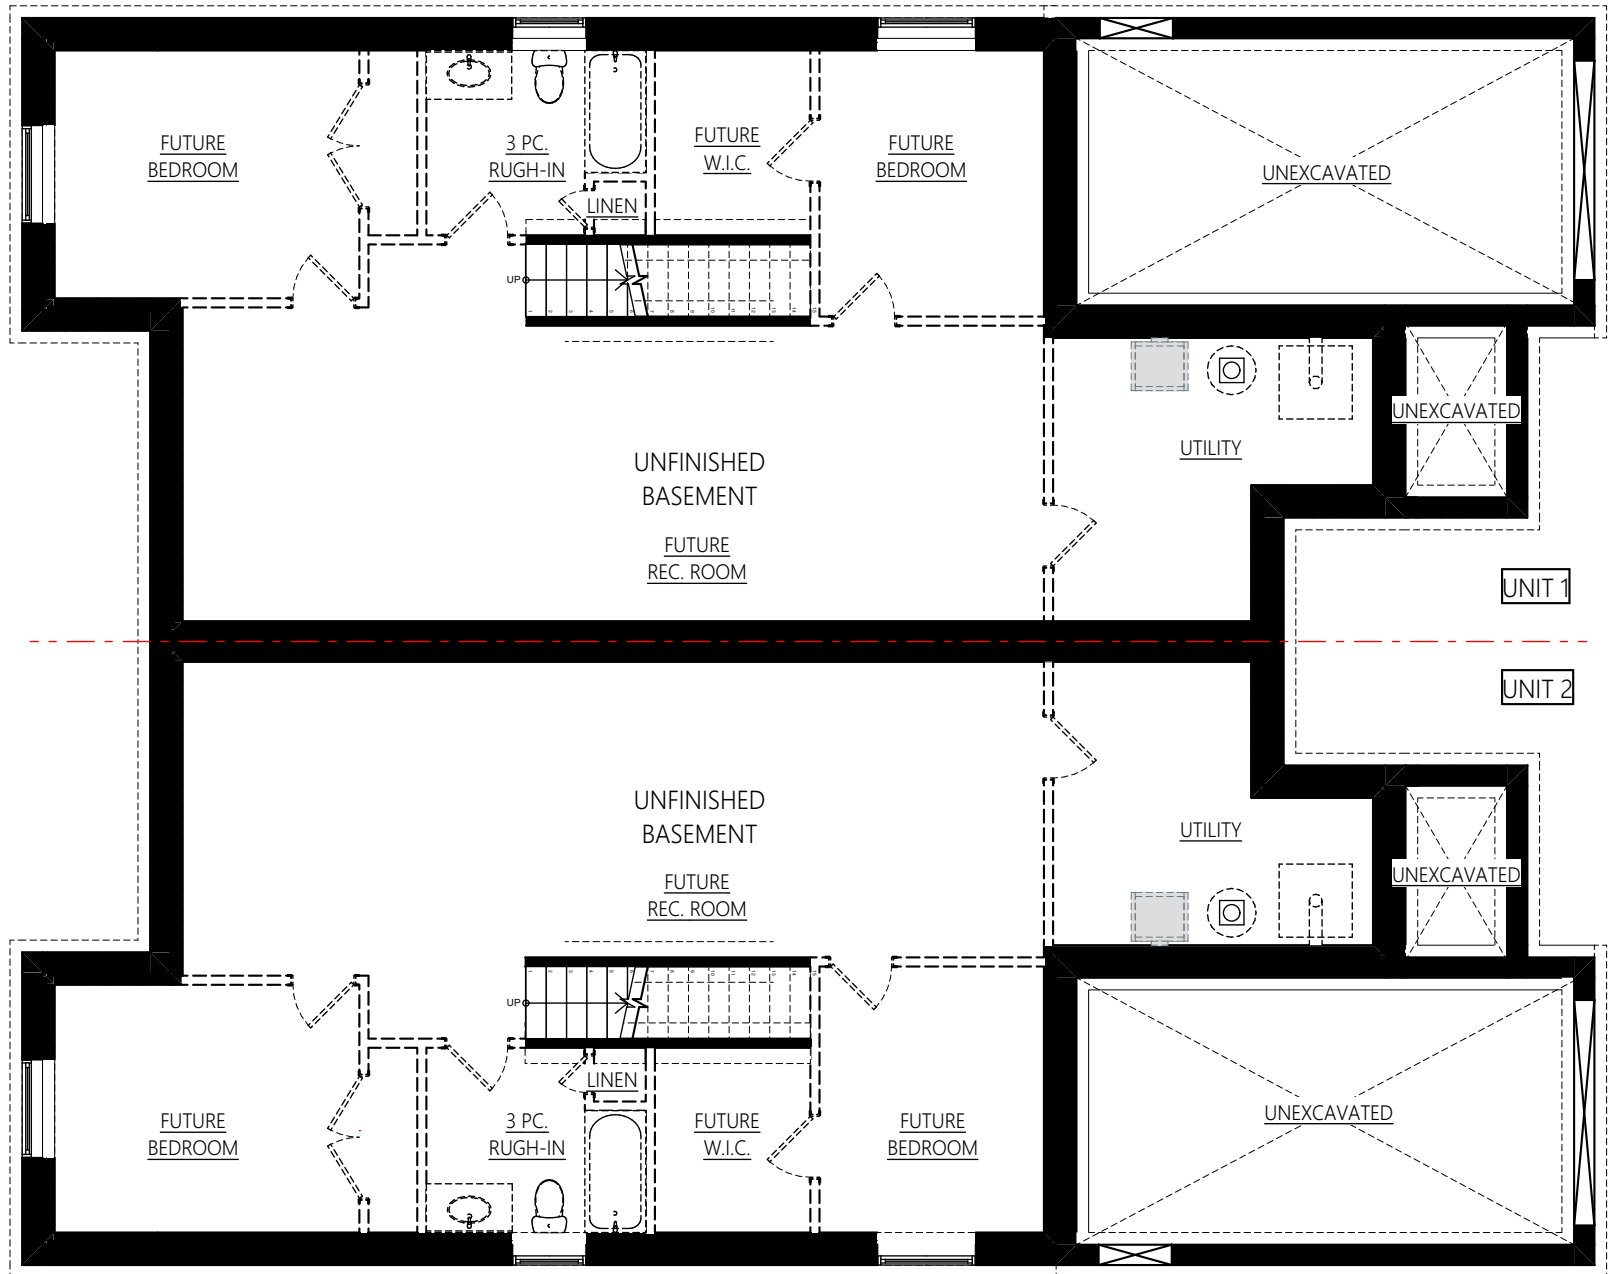 FUTURE
BEDROOM
3 PC.
RUGH-IN
LINEN
FUTURE
W.I.C.
FUTURE
BEDROOM
UNEXCAVATED
UP
UNEXCAVATED
UTILITY
UNFINISHED
BASEMENT
FUTURE
REC. ROOM
UNIT 1
UNIT 2
UNFINISHED
BASEMENT
FUTURE
REC. ROOM
UTILITY
UNEXCAVATED
UP
LINEN
FUTURE
BEDROOM
3 PC.
RUGH-IN
FUTURE
W.I.C.
FUTURE
BEDROOM
UNEXCAVATED